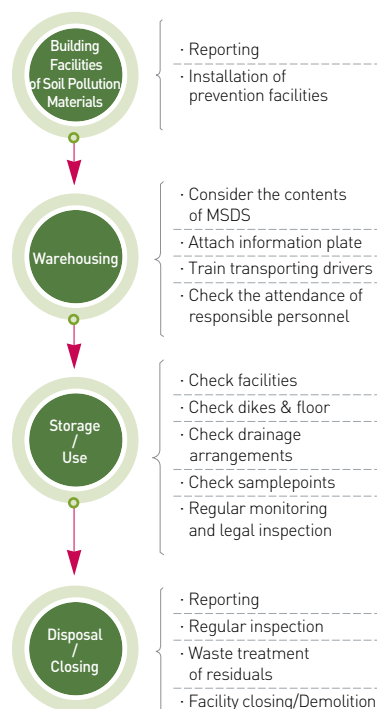 Building
Facilities
of Soil Pollution
Materials
· Reporting
· Installation of
prevention facilities
Warehousing
· Consider the contents
of MSDS
· Attach information plate
· Train transporting drivers
· Check the attendance of
responsible personnel
Storage
/
Use
· Check facilities
· Check dikes & floor
· Check drainage
arrangements
· Check samplepoints
· Regular monitoring
and legal inspection
Disposal
/
Closing
· Reporting
· Regular inspection
· Waste treatment
of residuals
· Facility closing/Demolition